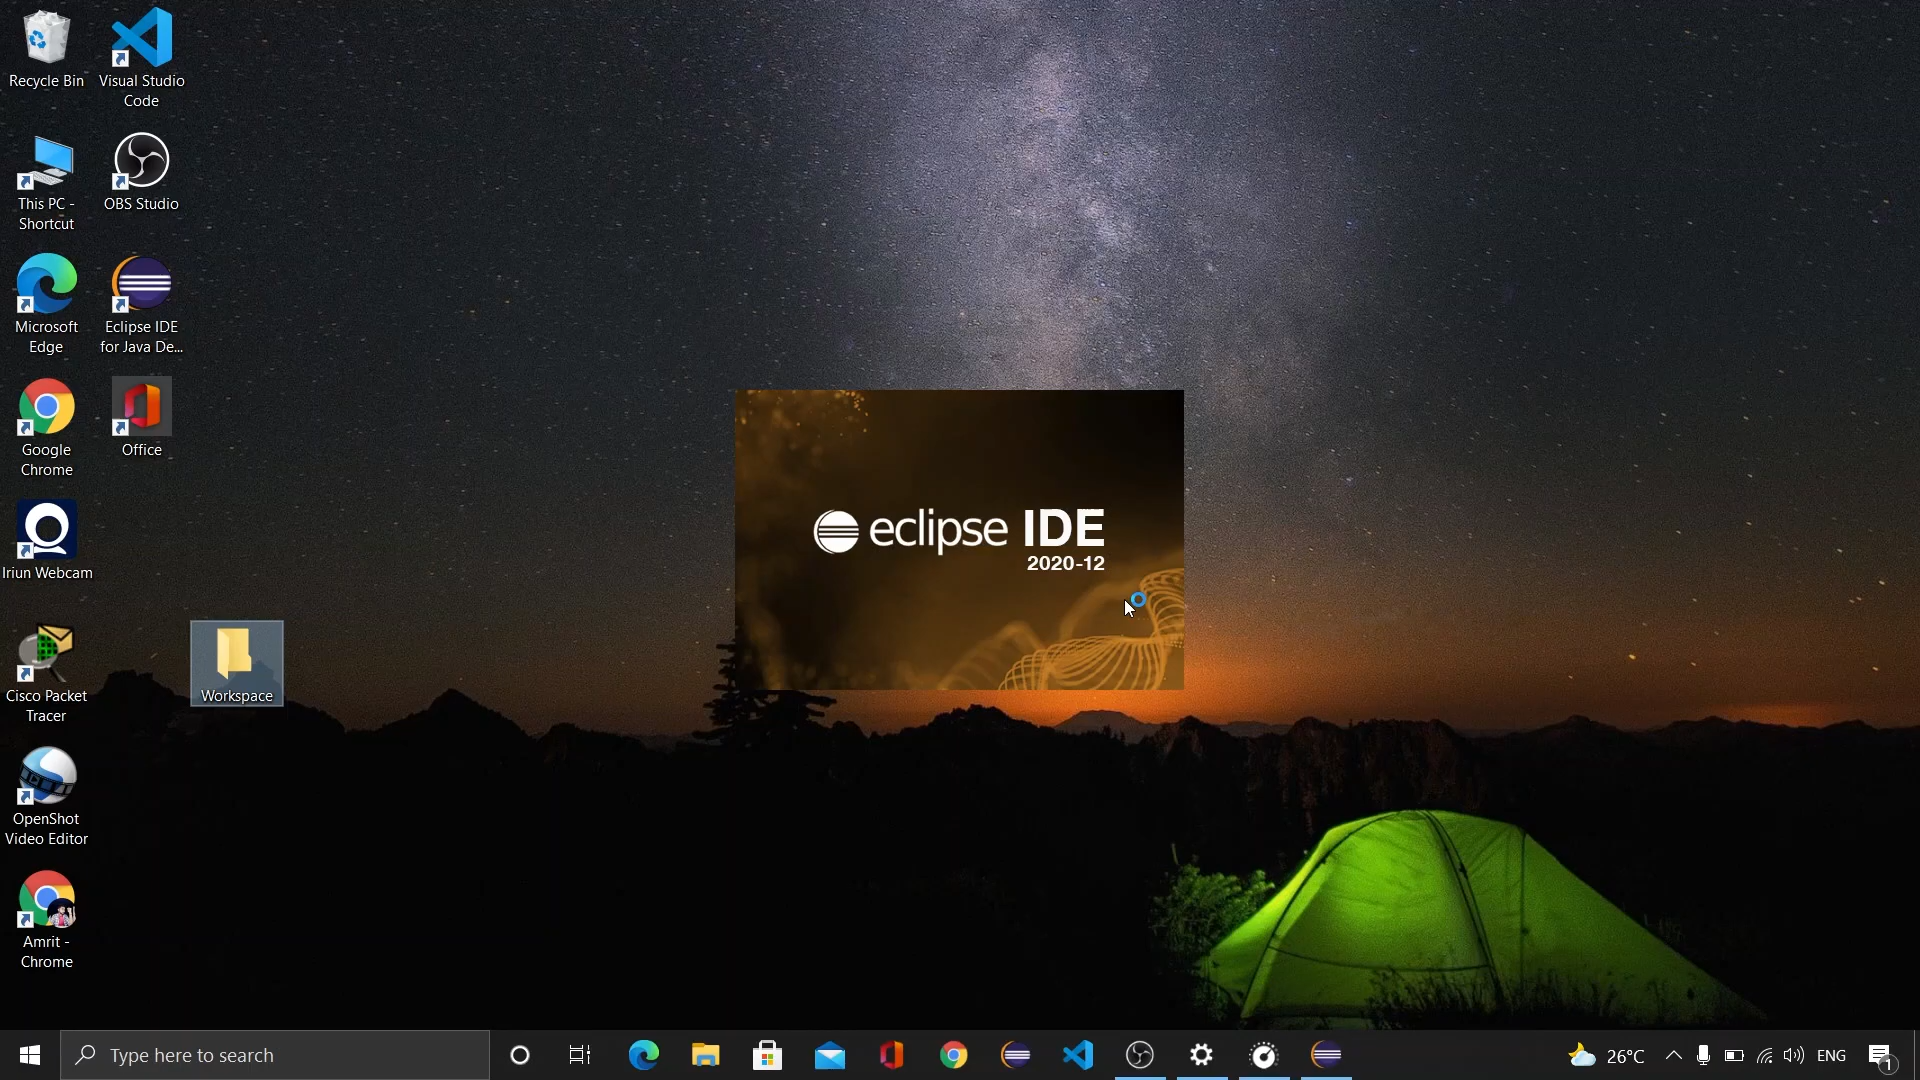 Recycle Bin
Visual Studio
Code
This PC -
Shortcut
OBS Studio
Microsoft
Edge
Eclipse IDE
for Java De...
Google
Chrome
Office
Iriun Webcam
Cisco Packet
Tracer
Workspace
OpenShot
Video Editor
Amrit -
Chrome
eclipse IDE
2020-12
Type here to search
26°C
ENG
1